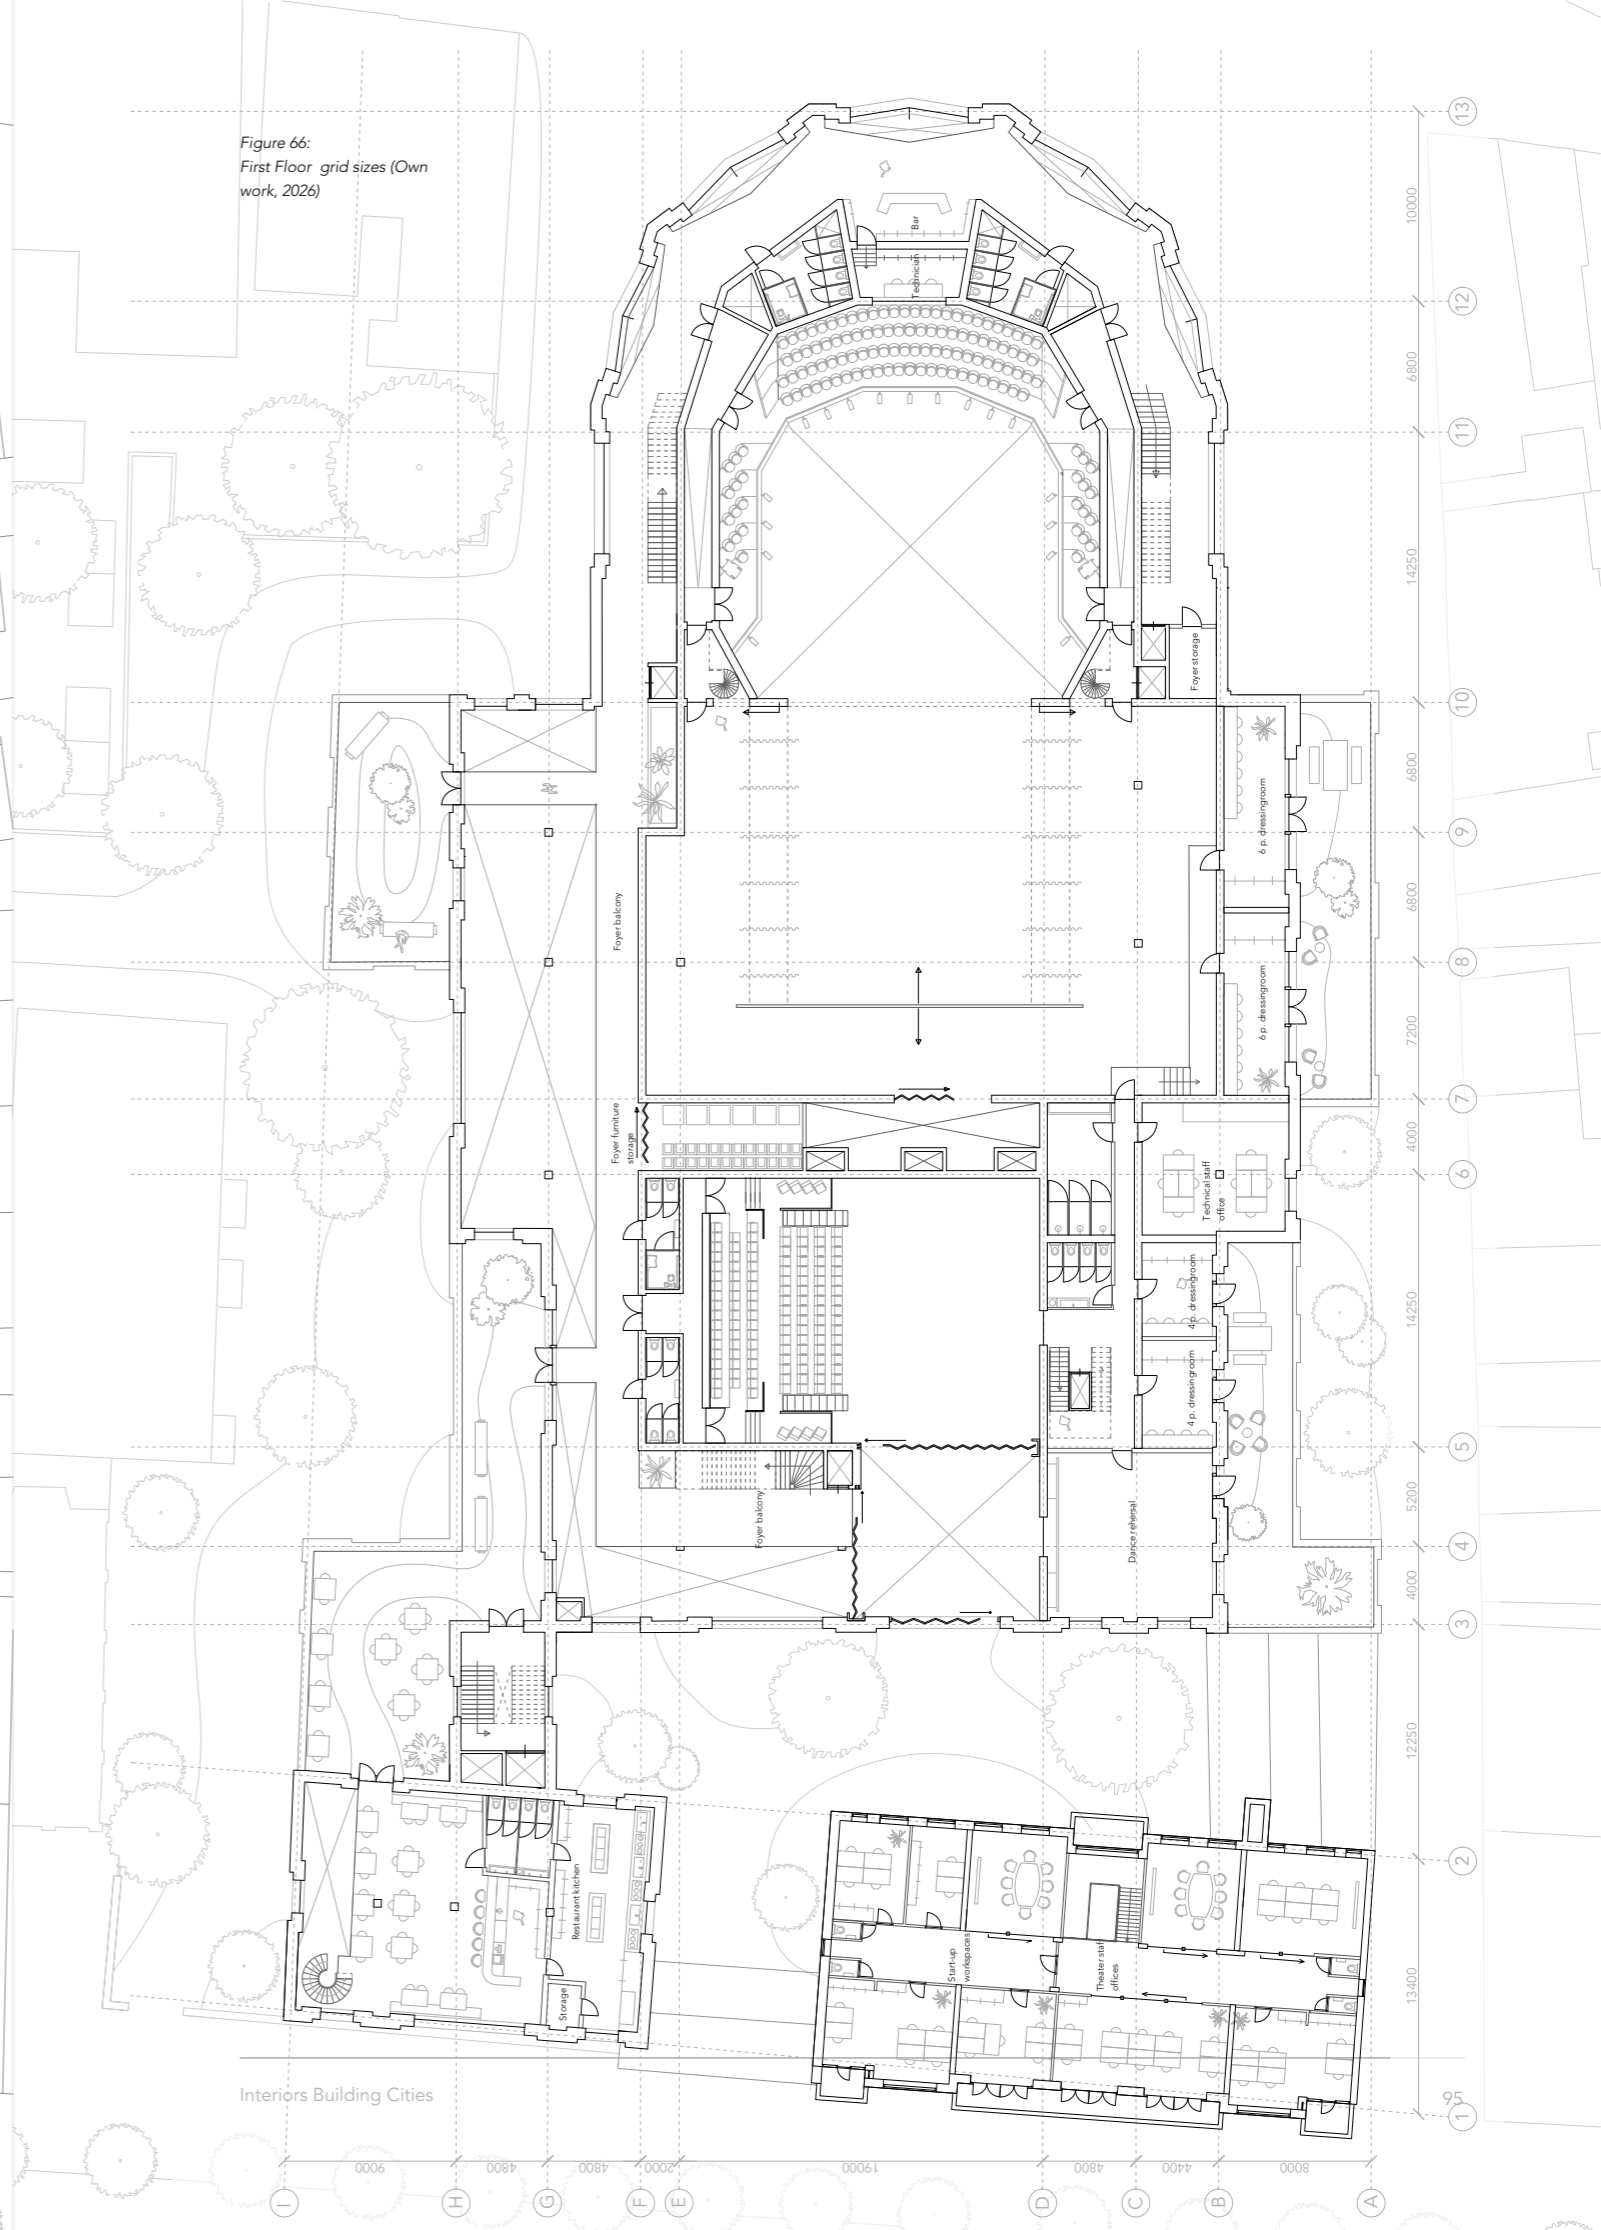 Figure 66:
First Floor grid sizes (Own
work, 2026)
13
10000
12
6800
11
14250
10
6800
9
6800
8
7200
7
4000
6
14250
5
5200
4
4000
3
12250
2
13400
1
Bar
Technician
Foyer storage
6 p. dressingroom
6 p. dressingroom
Foyer balcony
Foyer furniture
storage
Technical staff
office
4 p. dressingroom
4 p. dressingroom
Foyer balcony
Dance rehersal
Restaurant kitchen
Storage
Start-up
workspaces
Theater staf
offices
Interiors Building Cities
95
9000
4800
4800
2000
19000
4800
4400
8000
I
H
G
F
E
D
C
B
A